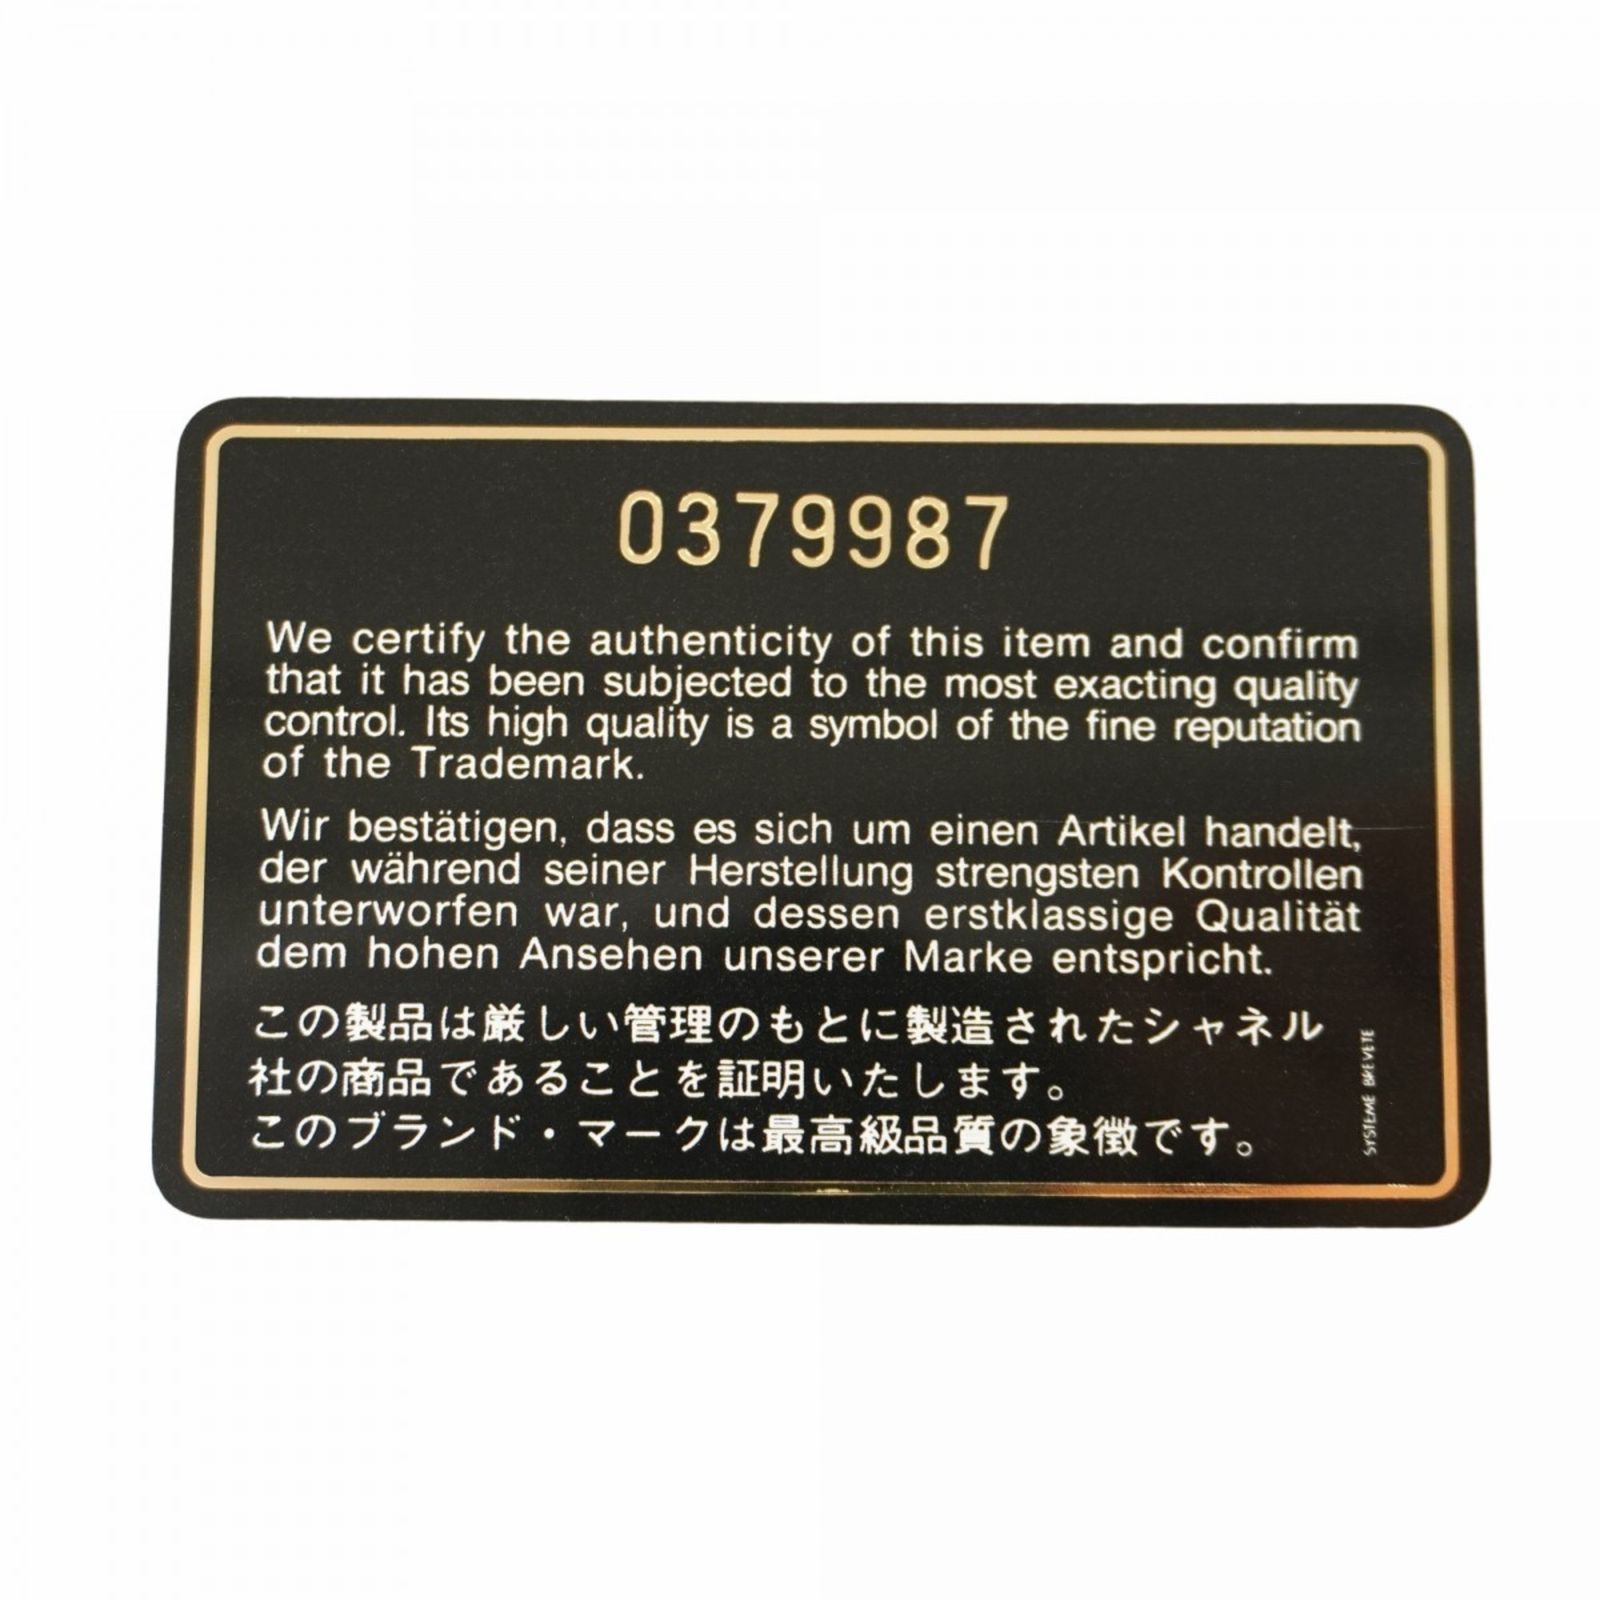 0379987
We certify the authenticity of this item and confirm
that it has been subjected to the most exacting quality
control. Its high quality is a symbol of the fine reputation
of the Trademark.
Wir bestätigen, dass es sich um einen Artikel handelt,
der während seiner Herstellung strengsten Kontrollen
unterworfen war, und dessen erstklassige Qualität
dem hohen Ansehen unserer Marke entspricht.
この製品は厳しい管理のもとに製造されたシャネル
社の商品であることを証明いたします。
このブランド・マークは最高級品質の象徴です。
SYSTEME BREVETE